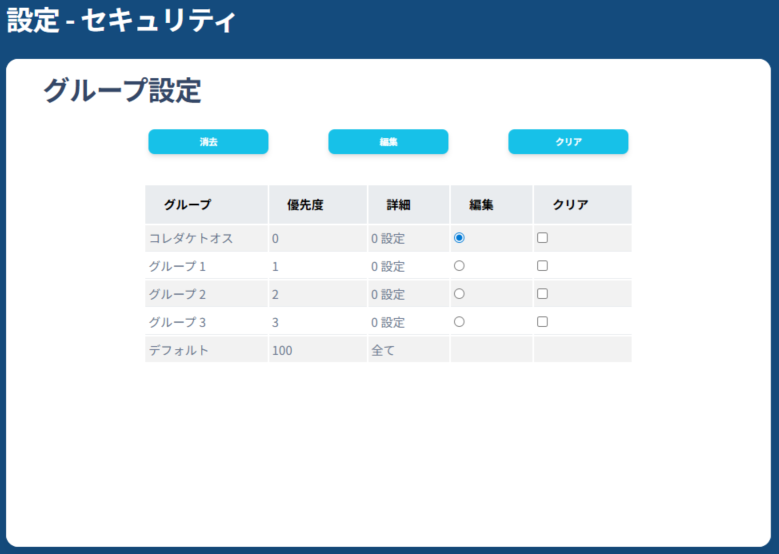 設定 - セキュリティ
グループ設定
消去 編集 クリア
グループ 優先度 詳細 編集 クリア
コレダケトオス 0 0 設定
グループ 1 1 0 設定
グループ 2 2 0 設定
グループ 3 3 0 設定
デフォルト 100 全て